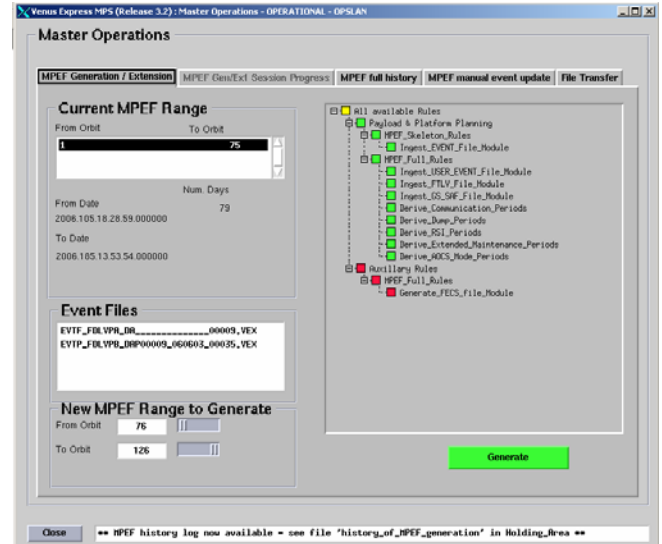 Venus Express MPS (Release 3.2) : Master Operations - OPERATIONAL - OPSLAN
Master Operations
MPEF Generation / Extension MPEF Gen/Ext Session Progress MPEF full history MPEF manual event update File Transfer
Current MPEF Range
From Orbit To Orbit
1 75
Num. Days
From Date 79
2006.105.18.28.59.000000
To Date
2006.185.13.53.54.000000
Event Files
EVTF_FDLVPA_DA______________00009.VEX
EVTP_FDLVPB_DAP00009_060603_00035.VEX
New MPEF Range to Generate
From Orbit 76
To Orbit 126
All available Rules
Payload & Platform Planning
MPEF_Skeleton_Rules
Ingest_EVENT_File_Module
MPEF_Full_Rules
Ingest_USER_EVENT_File_Module
Ingest_FTLV_File_Module
Ingest_GS_SAF_File_Module
Derive_Communication_Periods
Derive_Dump_Periods
Derive_RSI_Periods
Derive_Extended_Maintenance_Periods
Derive_AOCS_Mode_Periods
Auxillary Rules
MPEF_Full_Rules
Generate_FECS_File_Module
Generate
Close ** MPEF history log now available - see file 'history_of_MPEF_generation' in Holding_Area **